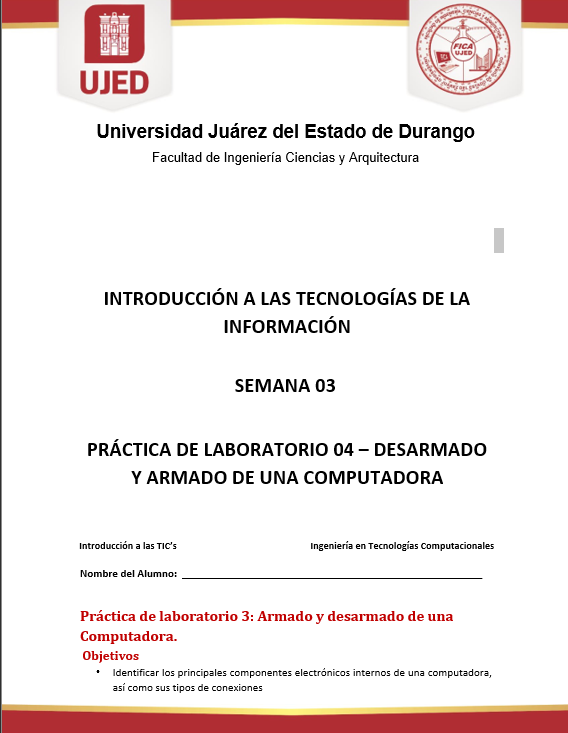 UJED
FICA
UJED
Universidad Juárez del Estado de Durango
Facultad de Ingeniería Ciencias y Arquitectura
INTRODUCCIÓN A LAS TECNOLOGÍAS DE LA
INFORMACIÓN
SEMANA 03
PRÁCTICA DE LABORATORIO 04 – DESARMADO
Y ARMADO DE UNA COMPUTADORA
Introducción a las TIC’s Ingeniería en Tecnologías Computacionales
Nombre del Alumno: ____________________
Práctica de laboratorio 3: Armado y desarmado de una
Computadora.
Objetivos
• Identificar los principales componentes electrónicos internos de una computadora,
así como sus tipos de conexiones